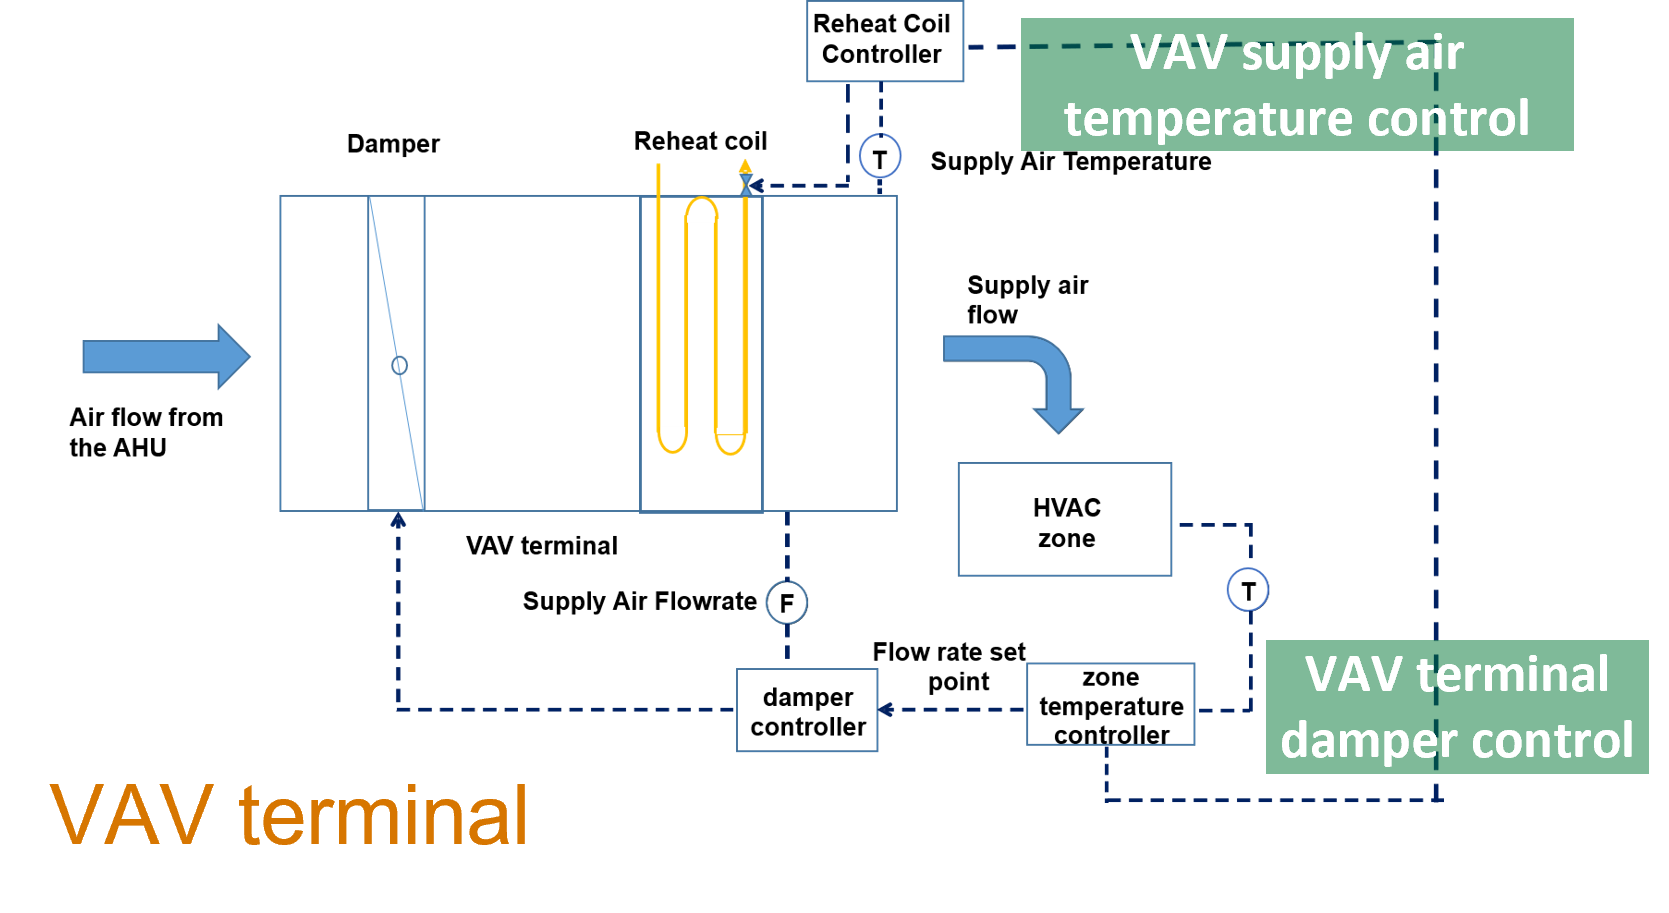 Reheat Coil
Controller
VAV supply air
temperature control
Damper
Reheat coil
T
Supply Air Temperature
Supply air
flow
Air flow from
the AHU
HVAC
zone
VAV terminal
Supply Air Flowrate
F
T
Flow rate set
point
damper
controller
zone
temperature
controller
VAV terminal
damper control
VAV terminal